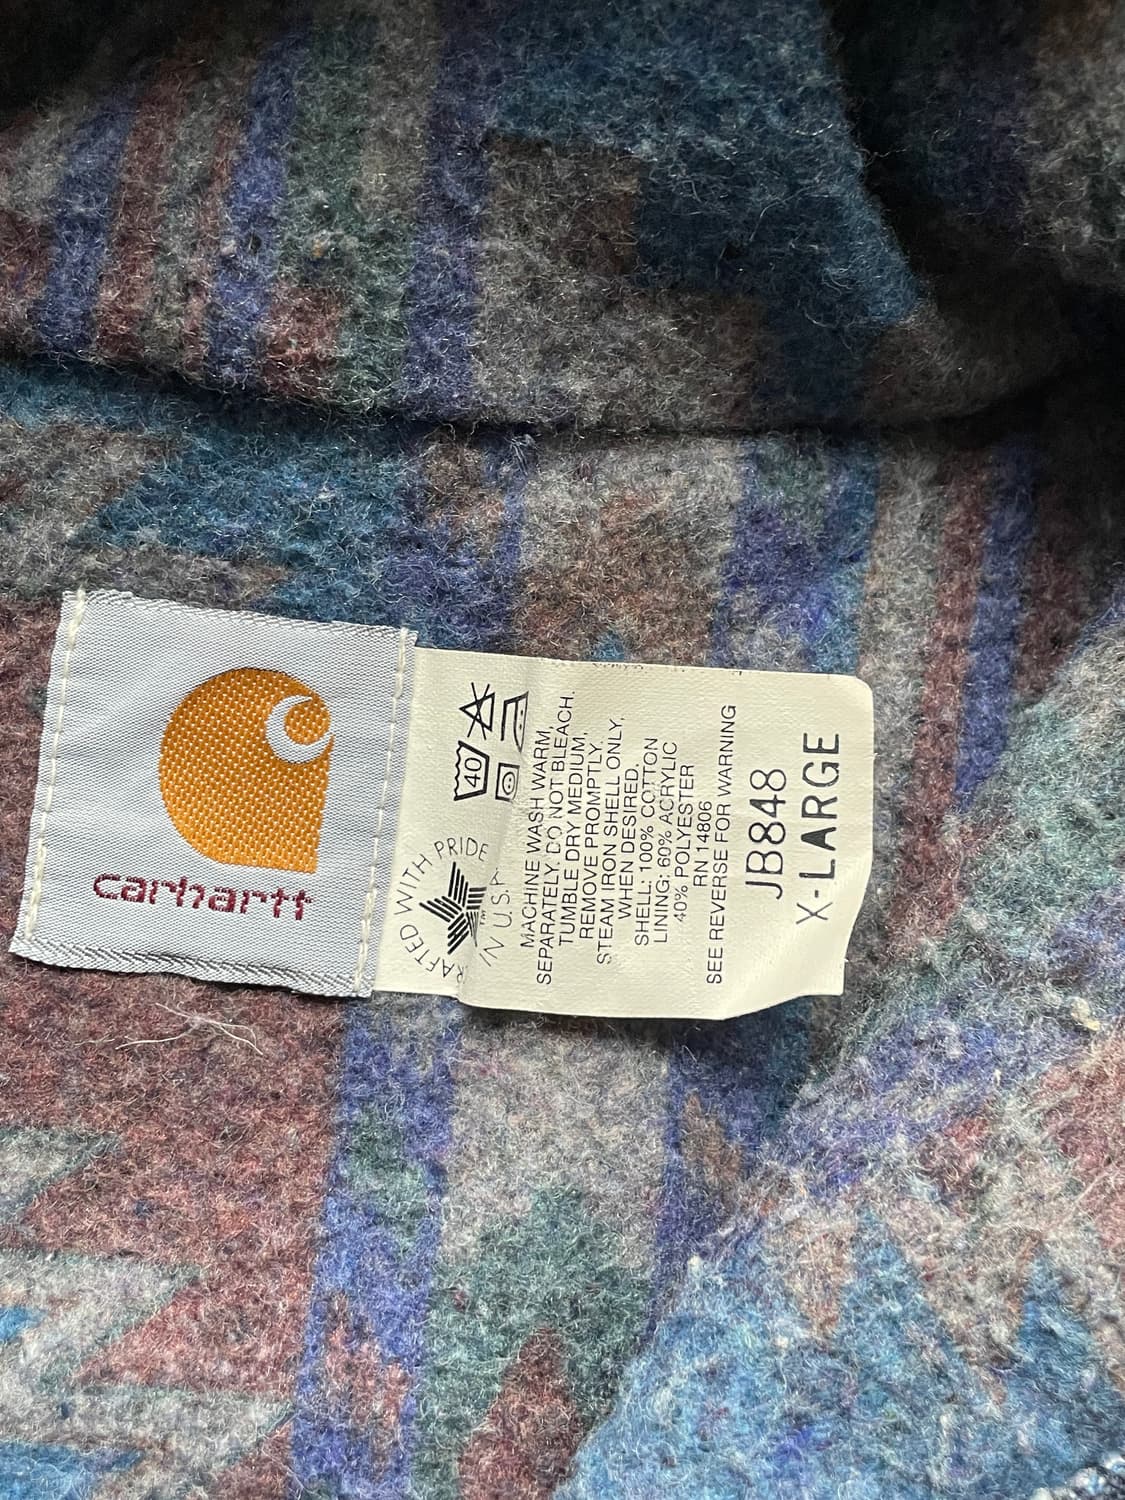 carhartt
CRAFTED WITH PRIDE
IN U.S.A.
40
MACHINE WASH WARM,
SEPARATELY, DO NOT BLEACH.
TUMBLE DRY MEDIUM,
REMOVE PROMPTLY.
STEAM IRON SHELL ONLY,
WHEN DESIRED.
SHELL: 100% COTTON
LINING: 60% ACRYLIC
40% POLYESTER
RN 14806
SEE REVERSE FOR WARNING
JB848
X-LARGE